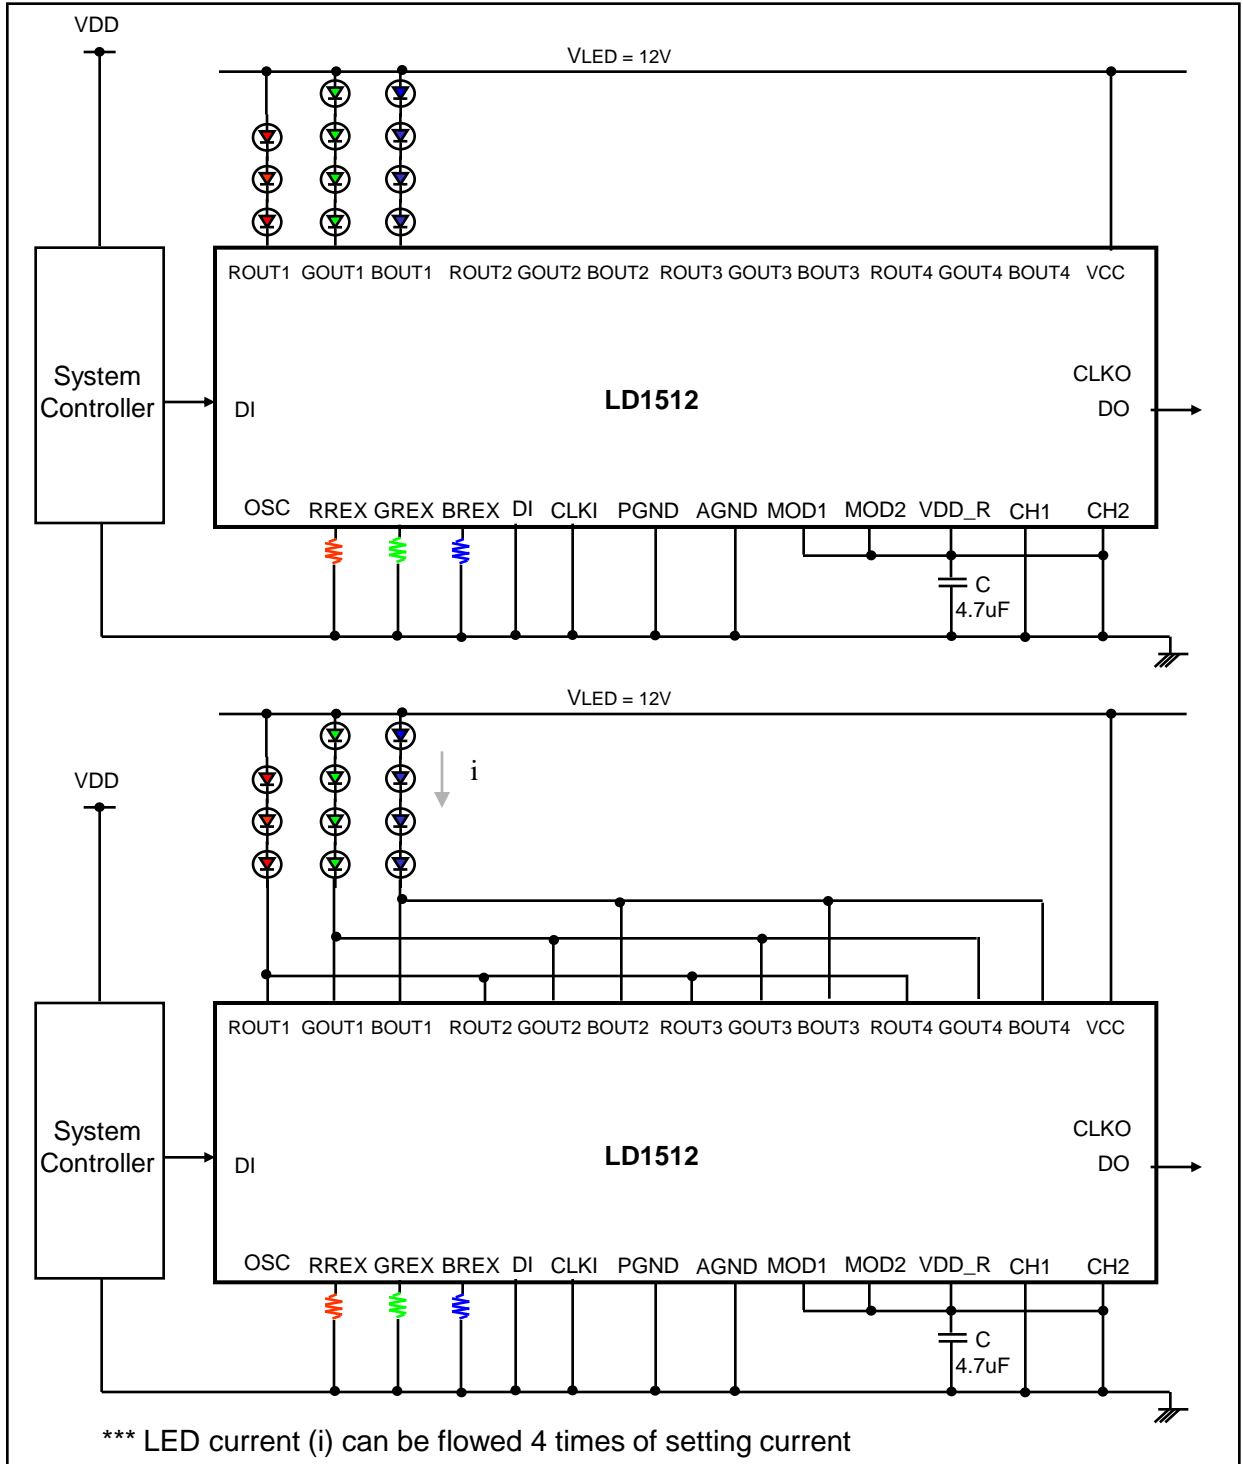 VDD
VLED = 12V
ROUT1 GOUT1 BOUT1 ROUT2 GOUT2 BOUT2 ROUT3 GOUT3 BOUT3 ROUT4 GOUT4 BOUT4 VCC
System
Controller
DI
LD1512
CLKO
DO
OSC RREX GREX BREX DI CLKI PGND AGND MOD1 MOD2 VDD_R CH1 CH2
C
4.7uF
VLED = 12V
i
VDD
ROUT1 GOUT1 BOUT1 ROUT2 GOUT2 BOUT2 ROUT3 GOUT3 BOUT3 ROUT4 GOUT4 BOUT4 VCC
System
Controller
DI
LD1512
CLKO
DO
OSC RREX GREX BREX DI CLKI PGND AGND MOD1 MOD2 VDD_R CH1 CH2
C
4.7uF
*** LED current (i) can be flowed 4 times of setting current